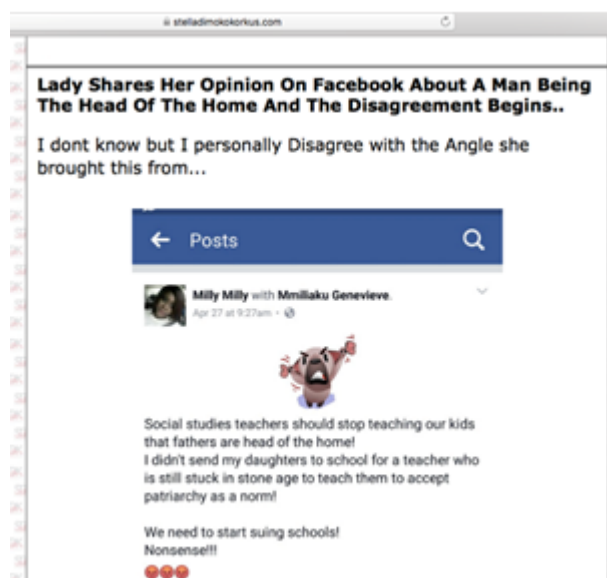 stelladimokokorkus.com
Lady Shares Her Opinion On Facebook About A Man Being
The Head Of The Home And The Disagreement Begins..
I dont know but I personally Disagree with the Angle she
brought this from...
Posts
Milly Milly with Mmiliaku Genevieve.
Apr 27 at 9:27am
Social studies teachers should stop teaching our kids
that fathers are head of the home!
I didn't send my daughters to school for a teacher who
is still stuck in stone age to teach them to accept
patriarchy as a norm!
We need to start suing schools!
Nonsense!!!